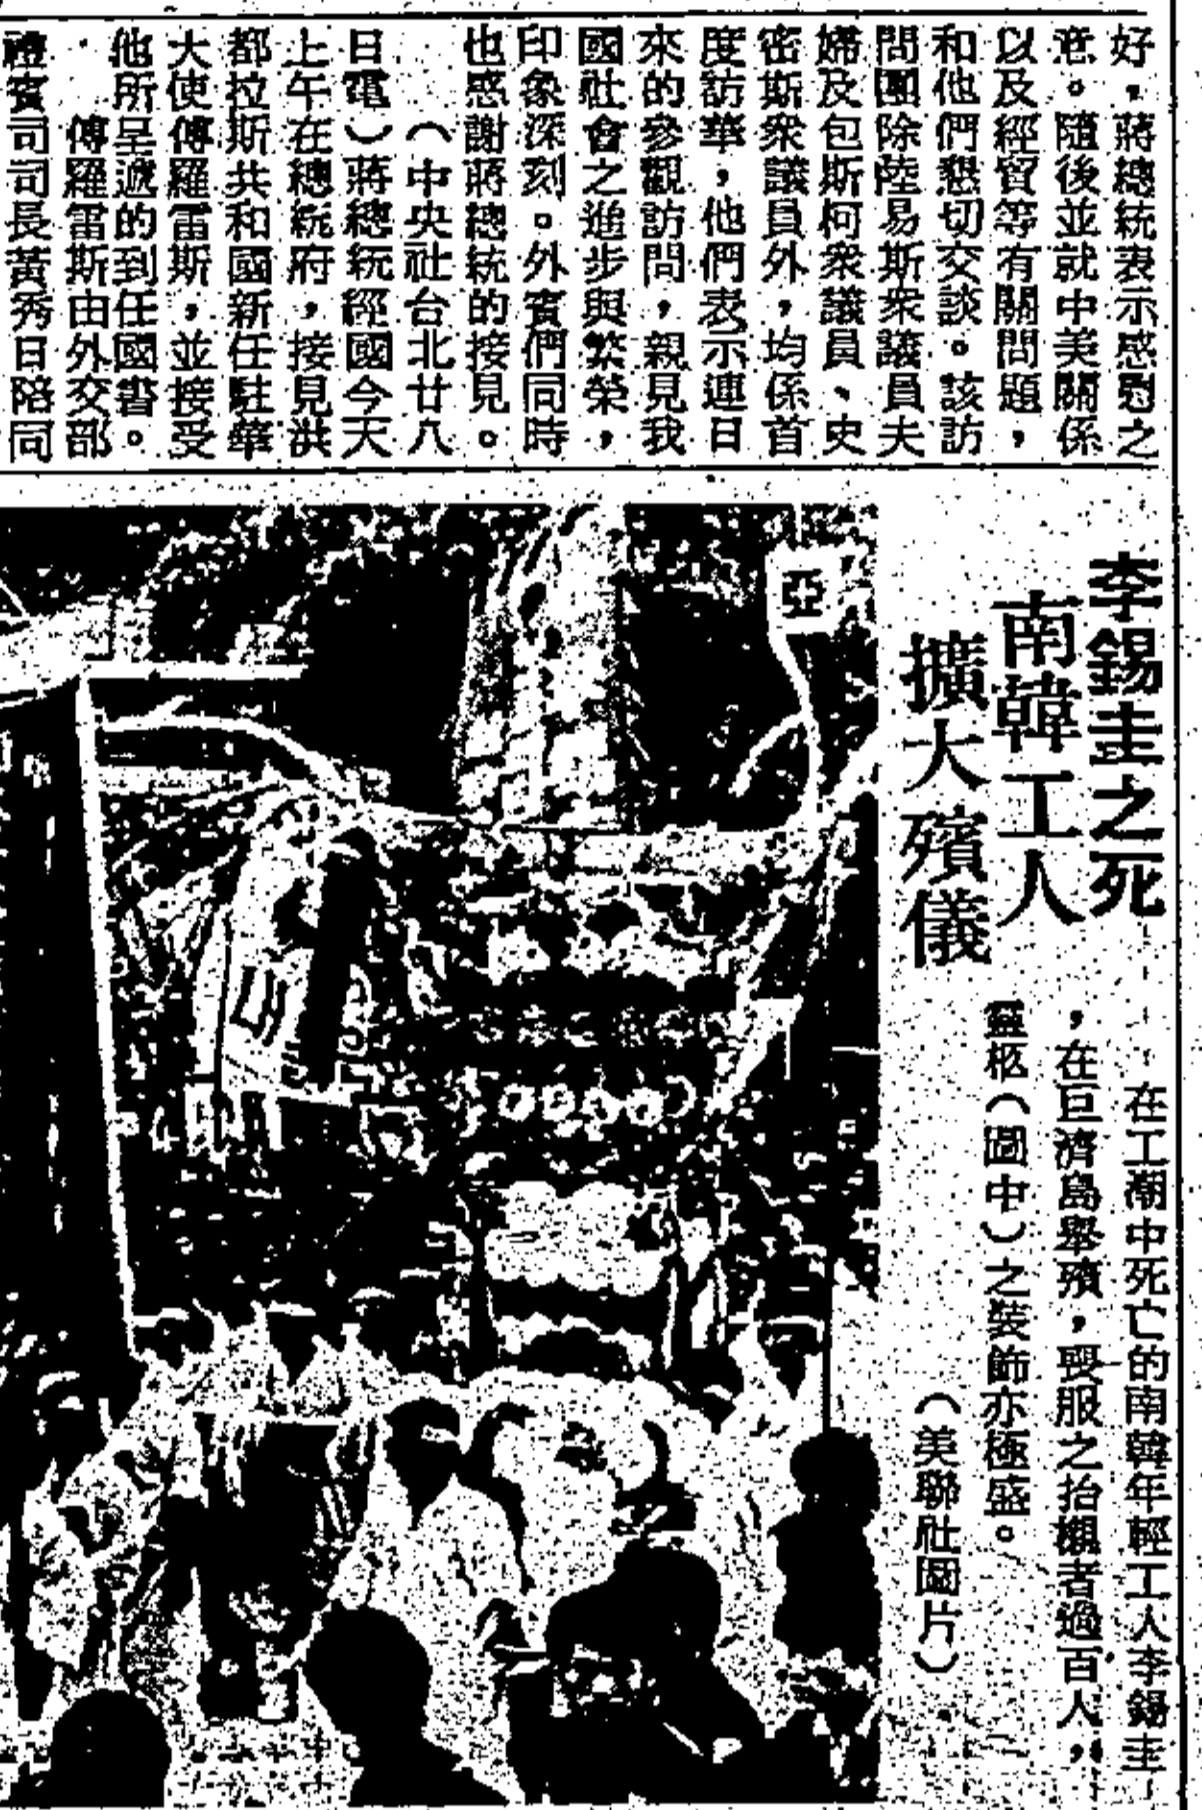 好，蔣總統表示感慰之
意。隨後並就中美關係
以及經貿等有關問題，
和他們懇切交談。該訪
問團除陸易斯衆議員夫
婦及包斯柯衆議員、史
密斯衆議員外，均係首
度訪華，他們表示連日
來的參觀訪問，親見我
國社會之進步與繁榮，
印象深刻。外賓們同時
也感謝蔣總統的接見。
（中央社台北廿八
日電）蔣總統經國今天
上午在總統府，接見洪
都拉斯共和國新任駐華
大使傅羅雷斯，並接受
他所呈遞的到任國書。
傅羅雷斯由外交部
禮賓司司長黃秀日陪同
李錫圭之死
南韓工人
擴大殯儀
在工潮中死亡的南韓年輕工人李錫圭
，在巨濟島舉殯，喪服之抬櫬者過百人，
靈柩（圖中）之裝飾亦極盛。
（美聯社圖片）
亞